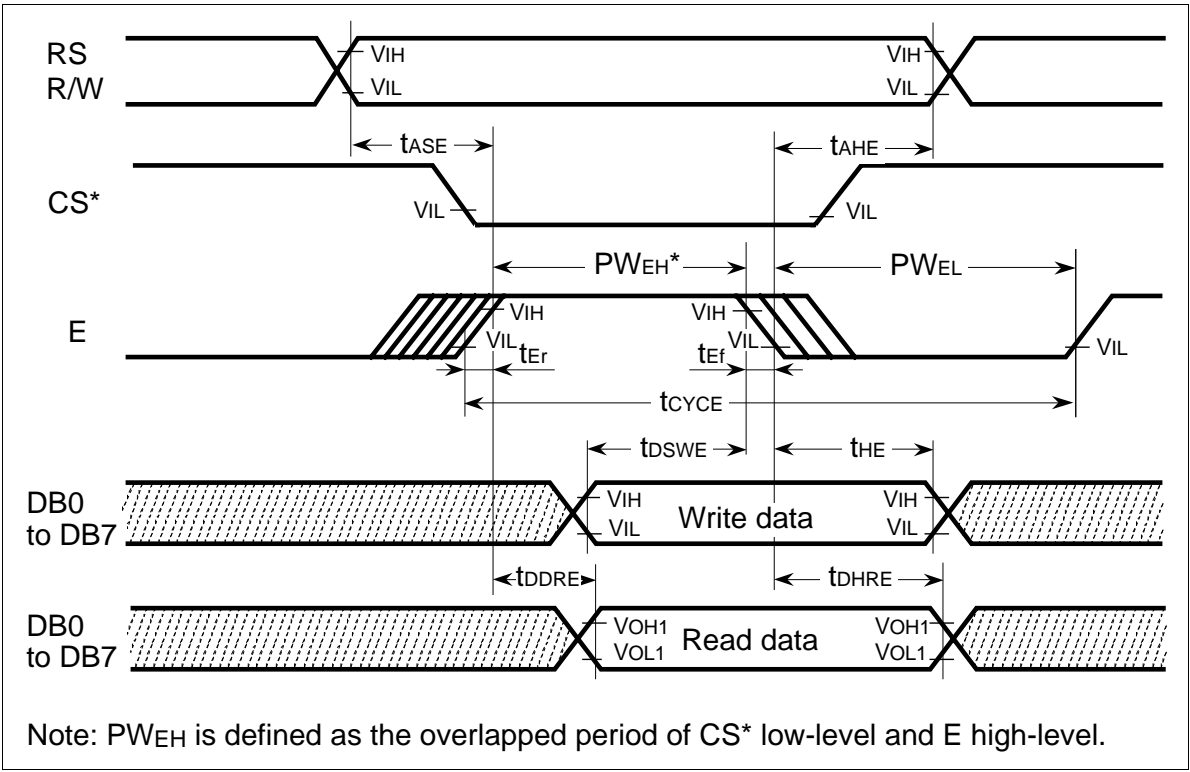 RS
R/W
VIH
VIL
VIH
VIL
tASE
tAHE
CS*
VIL
VIL
PWEH*
PWEL
E
VIH
VIL
VIH
VIL
VIL
tEr
tEf
tCYCE
tDSWE
tHE
DB0
to DB7
VIH
VIL
Write data
VIH
VIL
tDDRE
tDHRE
DB0
to DB7
VOH1
VOL1
Read data
VOH1
VOL1
Note: PWEH is defined as the overlapped period of CS* low-level and E high-level.